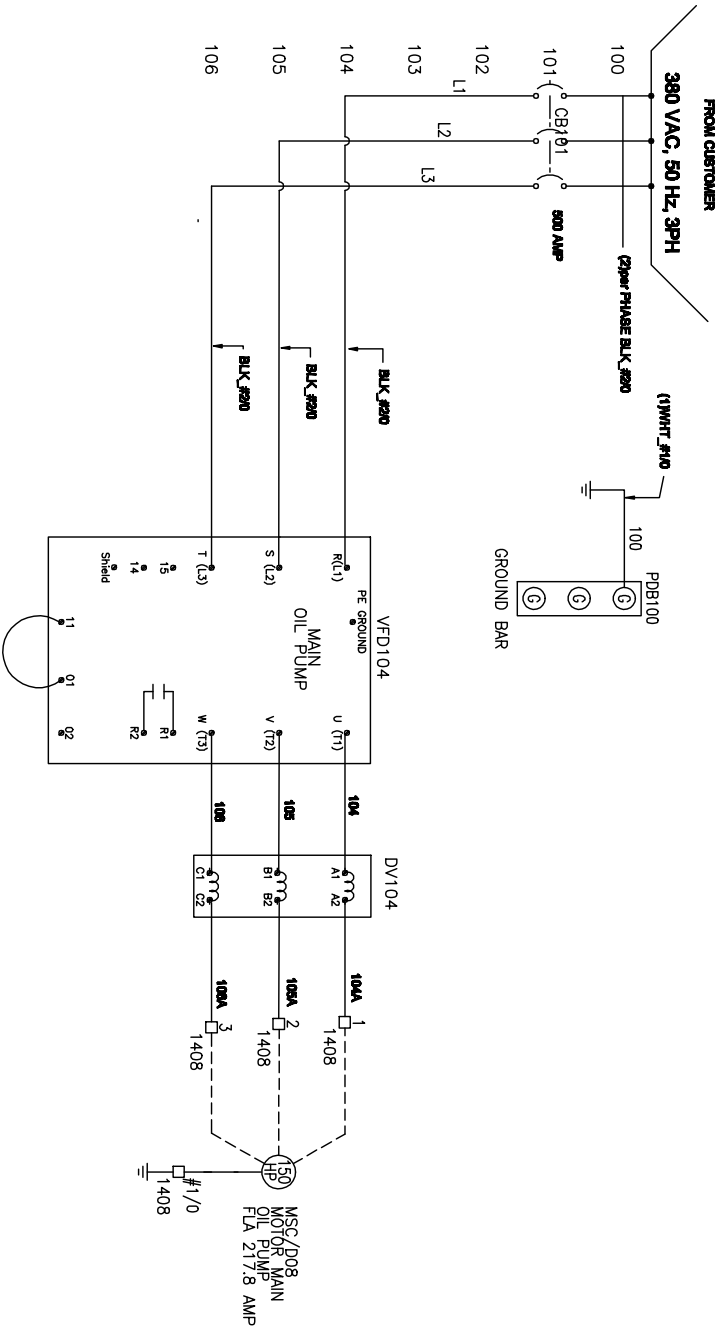 FROM CUSTOMER
380 VAC, 50 Hz, 3PH
100
101
102
103
104
105
106
CB101
500 AMP
L1
L2
L3
(2)per PHASE BLK_#2/0
BLK_#2/0
BLK_#2/0
BLK_#2/0
(1)WHT_#1/0
100
PDB100
G
G
G
GROUND BAR
VFD104
MAIN
OIL PUMP
PE GROUND
R(L1)
S (L2)
T (L3)
15
14
Shield
11
01
02
U (T1)
V (T2)
W (T3)
R1
R2
104
105
106
DV104
A1 A2
B1 B2
C1 C2
104A
105A
106A
1
1408
2
1408
3
1408
150
HP
#1/0
1408
MSC/D08
MOTOR MAIN
OIL PUMP
FLA 217.8 AMP